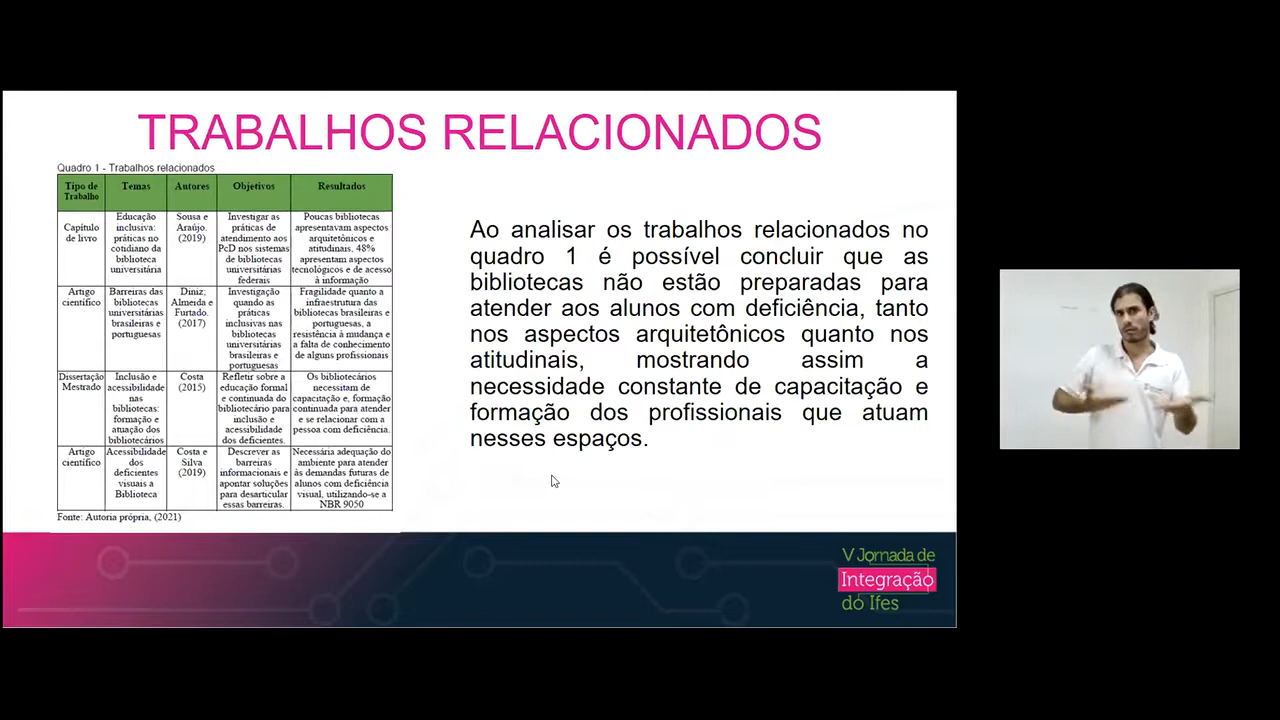 TRABALHOS RELACIONADOS
Quadro 1 - Trabalhos relacionados
Tipo de
Trabalho
Temas
Autores
Objetivos
Resultados
Capítulo
de livro
Educação
inclusiva:
práticas no
cotidiano da
biblioteca
universitária
Sousa e
Araújo.
(2019)
Investigar as
práticas de
atendimento aos
PcD nos sistemas
de bibliotecas
universitárias
federais
Poucas bibliotecas
apresentavam aspectos
arquitetônicos e
atitudinais, 48%
apresentam aspectos
tecnológicos e de acesso
à informação
Artigo
científico
Barreiras das
bibliotecas
universitárias
brasileiras e
portuguesas
Diniz;
Almeida e
Furtado.
(2017)
Investigação
quando as
práticas
inclusivas nas
bibliotecas
universitárias
brasileiras e
portuguesas
Fragilidade quanto a
infraestrutura das
bibliotecas brasileiras e
portuguesas, a
resistência à mudança e
a falta de conhecimento
de alguns profissionais
Dissertação
Mestrado
Inclusão e
acessibilidade
nas
bibliotecas:
formação e
atuação dos
bibliotecários
Costa
(2015)
Refletir sobre a
educação formal
e continuada do
bibliotecário para
inclusão e
acessibilidade
dos deficientes.
Os bibliotecários
necessitam de
capacitação e, formação
continuada para atender
e se relacionar com a
pessoa com deficiência.
Artigo
científico
Acessibilidade
dos
deficientes
visuais a
Biblioteca
Costa e
Silva
(2019)
Descrever as
barreiras
informacionais e
apontar soluções
para desarticular
essas barreiras.
Necessária adequação do
ambiente para atender
às demandas futuras de
alunos com deficiência
visual, utilizando-se a
NBR 9050
Fonte: Autoria própria, (2021)
Ao analisar os trabalhos relacionados no
quadro 1 é possível concluir que as
bibliotecas não estão preparadas para
atender aos alunos com deficiência, tanto
nos aspectos arquitetônicos quanto nos
atitudinais, mostrando assim a
necessidade constante de capacitação e
formação dos profissionais que atuam
nesses espaços.
V Jornada de
Integração
do Ifes